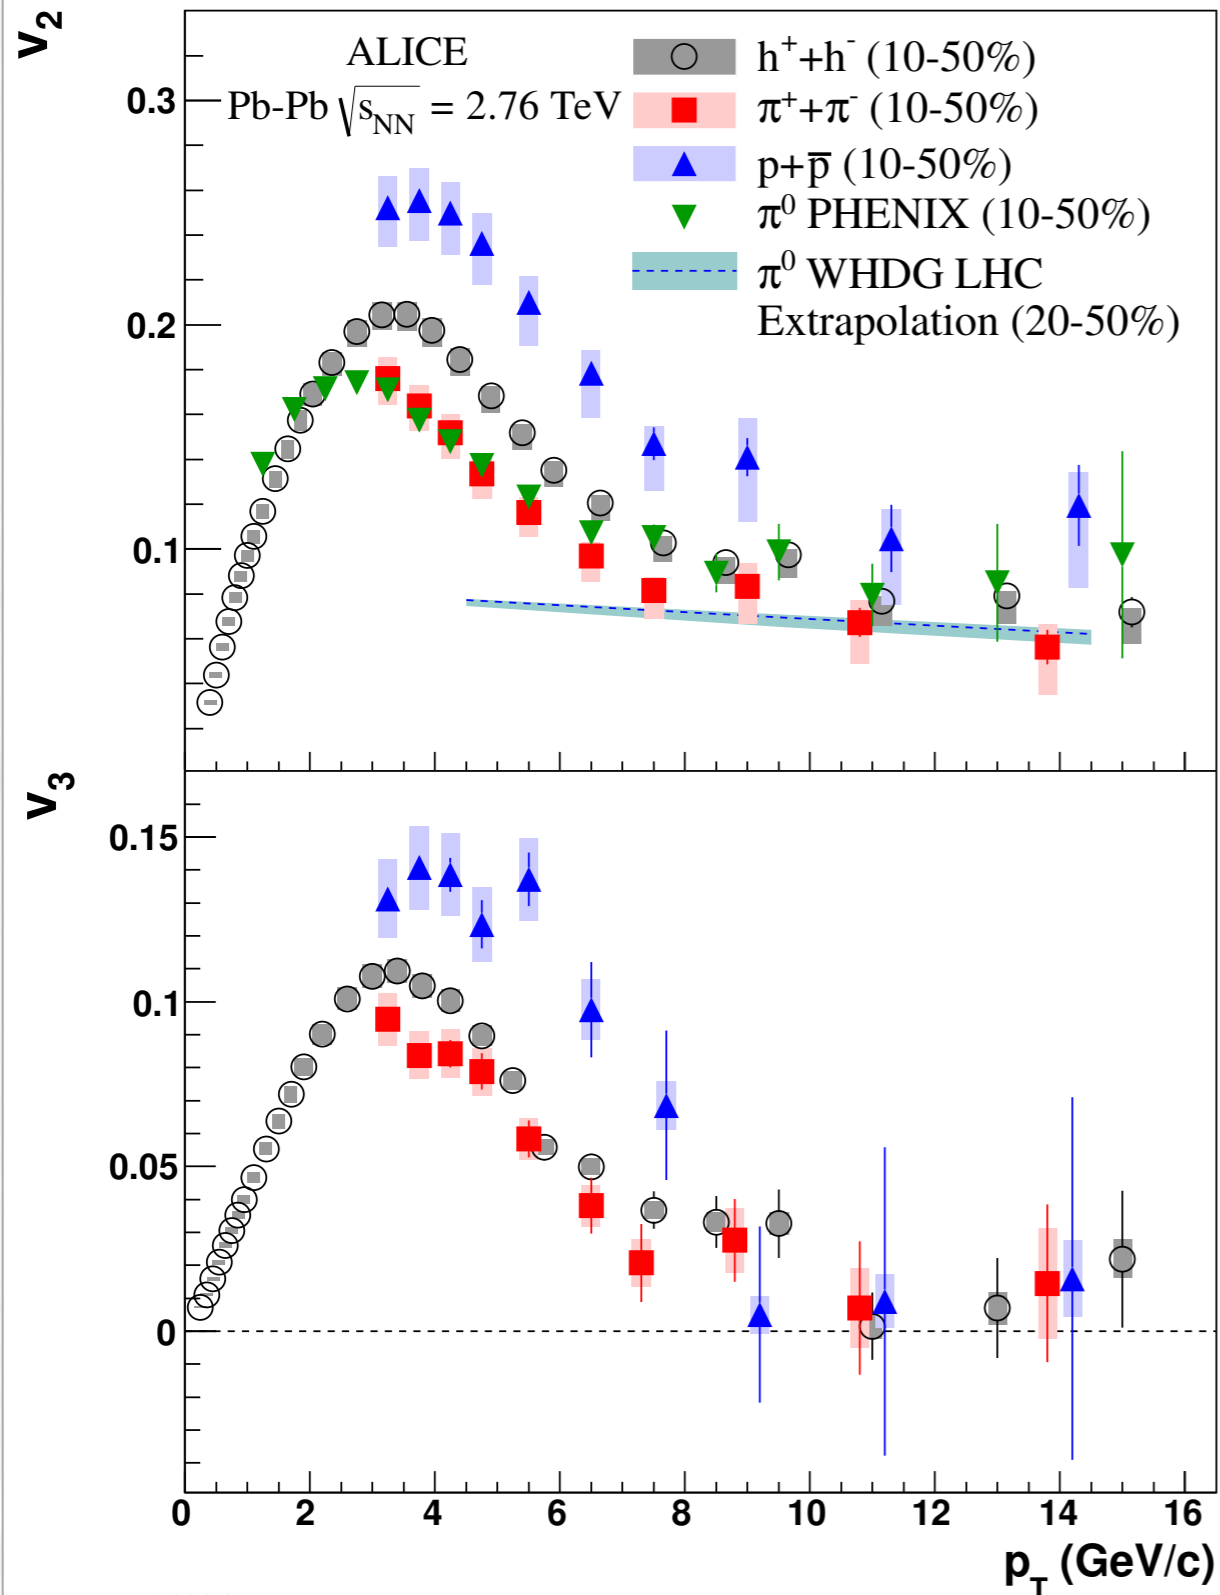 v₂
ALICE
Pb-Pb √s_NN = 2.76 TeV
h⁺+h⁻ (10-50%)
π⁺+π⁻ (10-50%)
p+p̅ (10-50%)
π⁰ PHENIX (10-50%)
π⁰ WHDG LHC
Extrapolation (20-50%)
0.3
0.2
0.1
v₃
0.15
0.1
0.05
0
0 2 4 6 8 10 12 14 16
p_T (GeV/c)